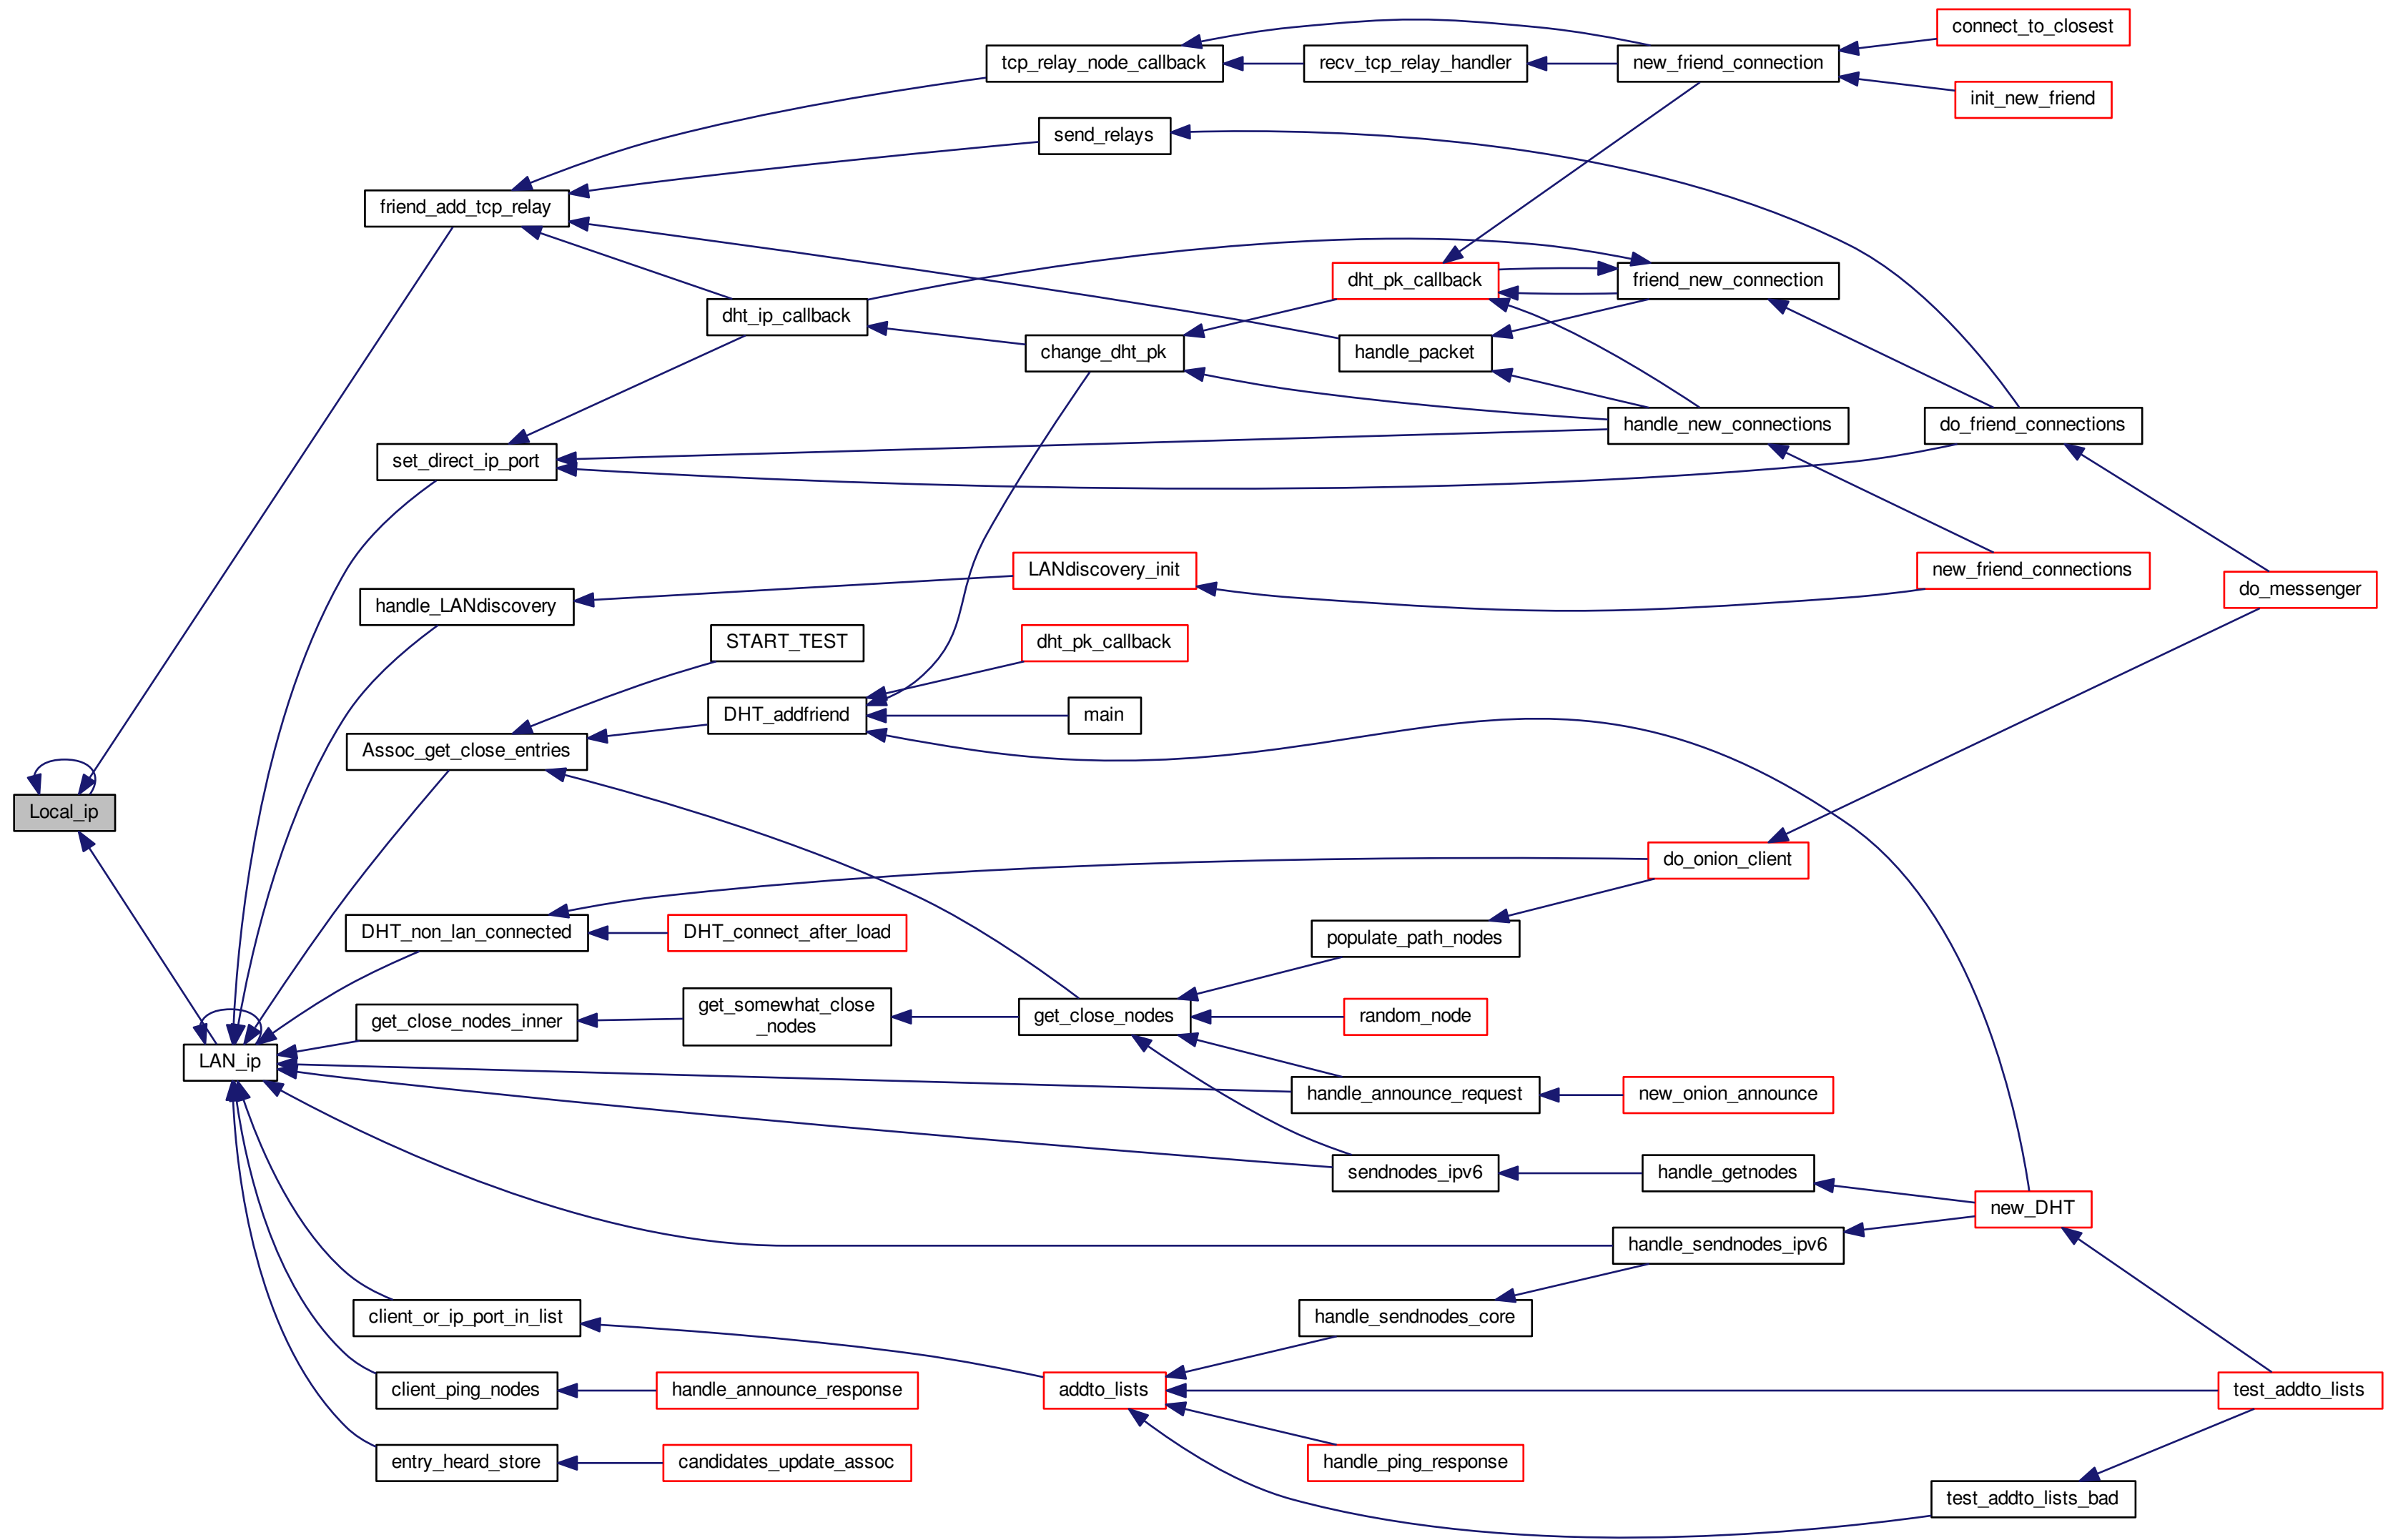 connect_to_closest
tcp_relay_node_callback
recv_tcp_relay_handler
new_friend_connection
init_new_friend
send_relays
friend_add_tcp_relay
dht_pk_callback
friend_new_connection
dht_ip_callback
change_dht_pk
handle_packet
handle_new_connections
do_friend_connections
set_direct_ip_port
LANdiscovery_init
new_friend_connections
do_messenger
handle_LANdiscovery
START_TEST
dht_pk_callback
DHT_addfriend
main
Assoc_get_close_entries
Local_ip
do_onion_client
DHT_non_lan_connected
DHT_connect_after_load
populate_path_nodes
get_close_nodes_inner
get_somewhat_close
_nodes
get_close_nodes
random_node
LAN_ip
handle_announce_request
new_onion_announce
sendnodes_ipv6
handle_getnodes
new_DHT
handle_sendnodes_ipv6
client_or_ip_port_in_list
handle_sendnodes_core
client_ping_nodes
handle_announce_response
addto_lists
test_addto_lists
entry_heard_store
candidates_update_assoc
handle_ping_response
test_addto_lists_bad